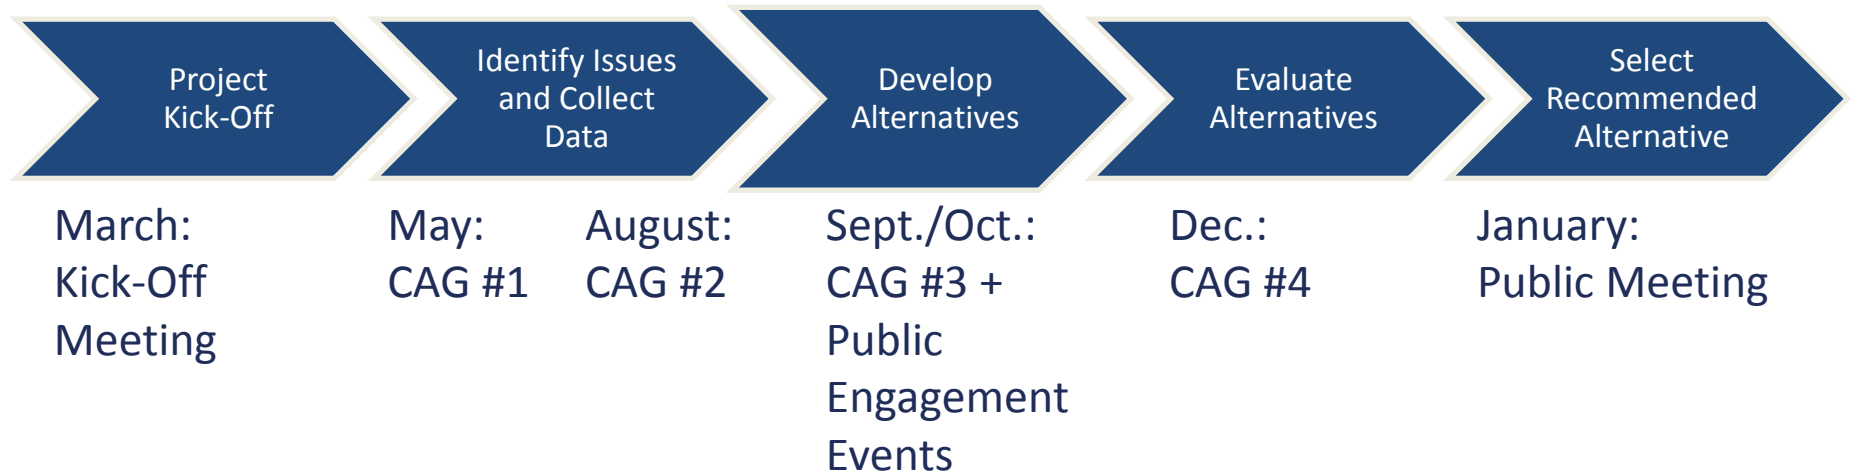 Project
Kick-Off
Identify Issues
and Collect
Data
Develop
Alternatives
Evaluate
Alternatives
Select
Recommended
Alternative
March:
Kick-Off
Meeting
May:
CAG #1
August:
CAG #2
Sept./Oct.:
CAG #3 +
Public
Engagement
Events
Dec.:
CAG #4
January:
Public Meeting